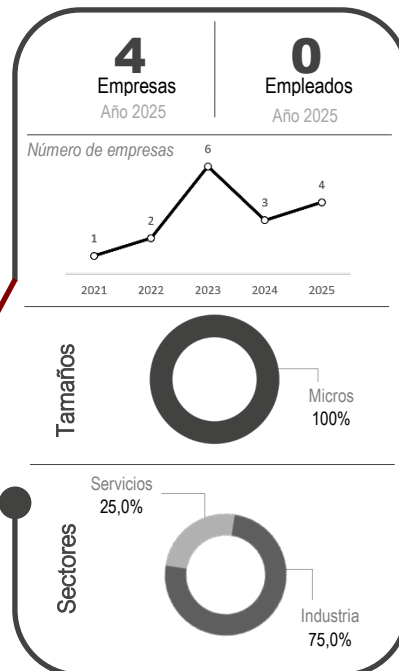 4
Empresas
Año 2025
0
Empleados
Año 2025
Número de empresas
1
2
6
3
4
2021 2022 2023 2024 2025
Tamaños
Micros
100%
Sectores
Servicios
25,0%
Industria
75,0%